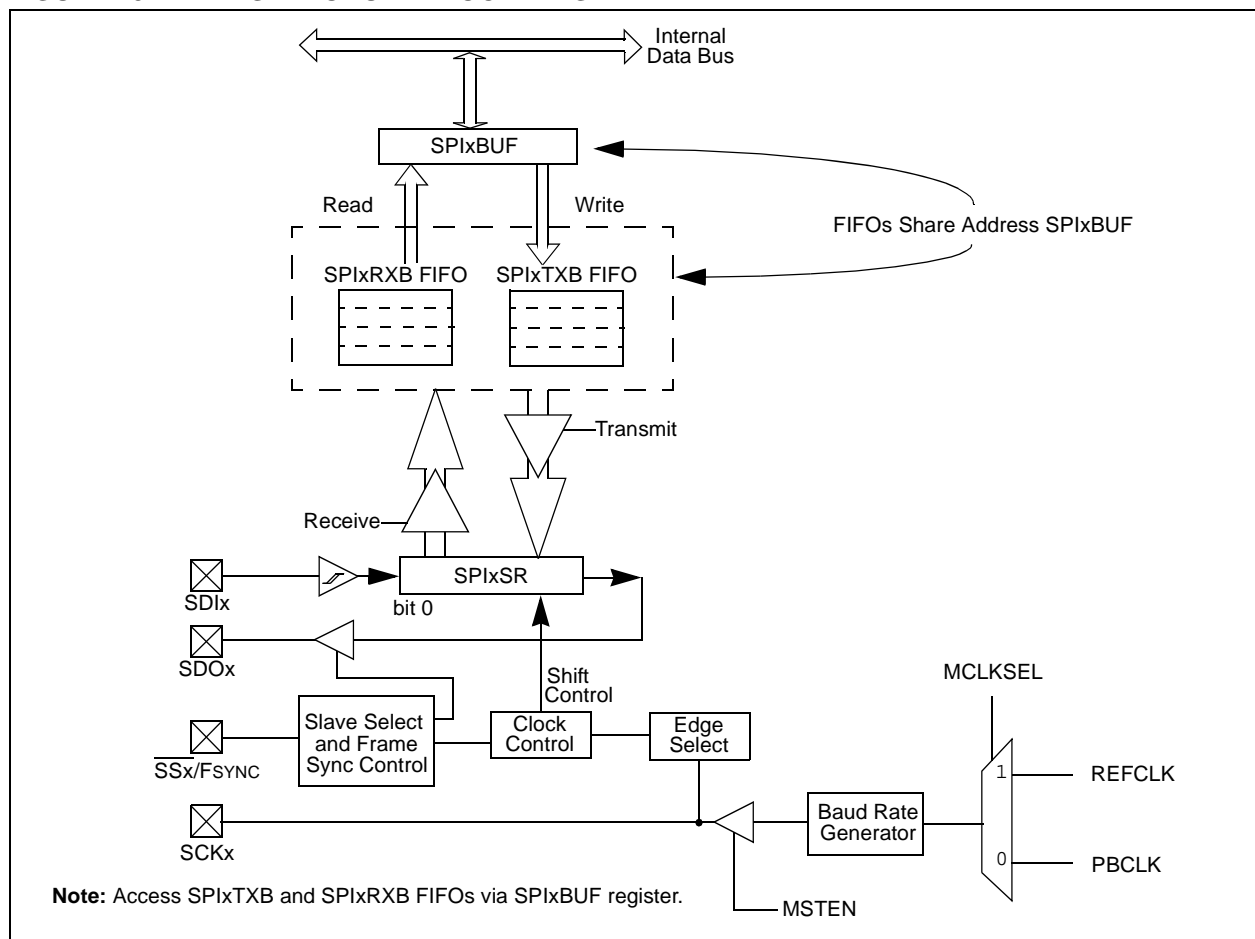 Internal
Data Bus
SPIxBUF
Read
Write
FIFOs Share Address SPIxBUF
SPIxRXB FIFO
SPIxTXB FIFO
Transmit
Receive
SPIxSR
SDIx
bit 0
SDOx
Shift
Control
MCLKSEL
Slave Select
and Frame
Sync Control
Clock
Control
Edge
Select
SSx/FSYNC
1
REFCLK
Baud Rate
Generator
SCKx
0
PBCLK
Note: Access SPIxTXB and SPIxRXB FIFOs via SPIxBUF register.
MSTEN